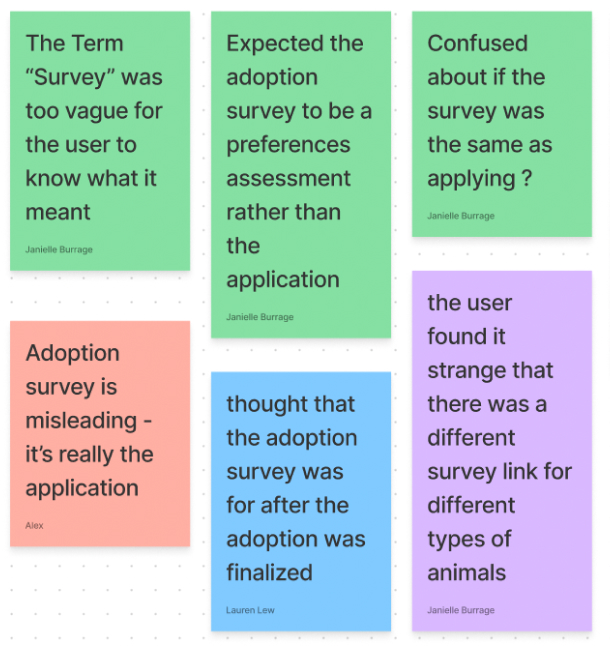 The Term
“Survey” was
too vague for
the user to
know what it
meant
Janielle Burrage
Expected the
adoption
survey to be a
preferences
assessment
rather than
the
application
Janielle Burrage
Confused
about if the
survey was
the same as
applying ?
Janielle Burrage
Adoption
survey is
misleading -
it’s really the
application
Alex
thought that
the adoption
survey was
for after the
adoption was
finalized
Lauren Lew
the user
found it
strange that
there was a
different
survey link for
different
types of
animals
Janielle Burrage